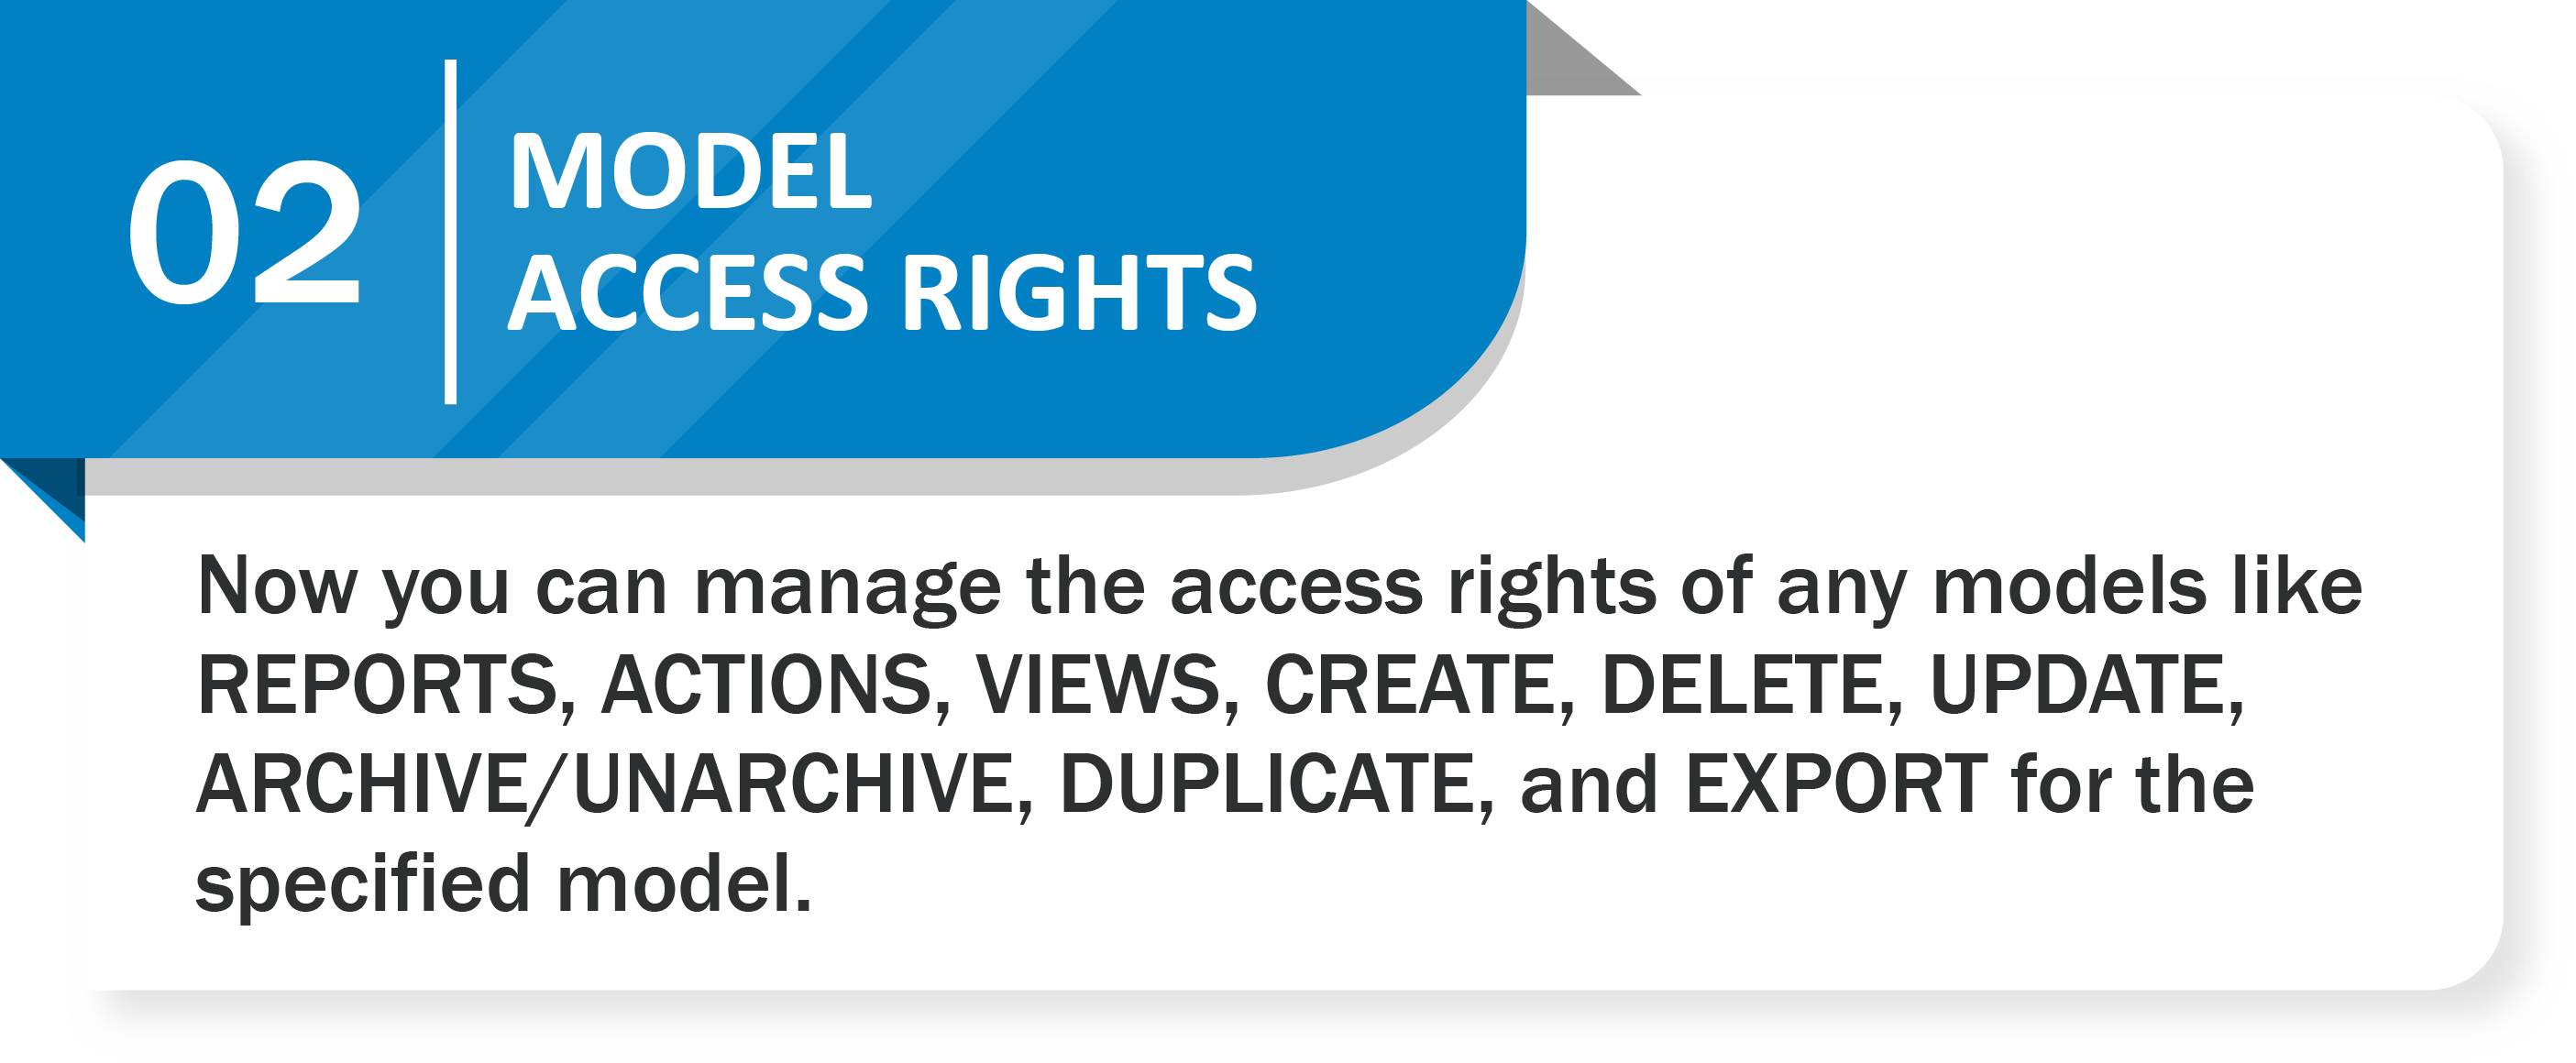 02
MODEL
ACCESS RIGHTS
Now you can manage the access rights of any models like
REPORTS, ACTIONS, VIEWS, CREATE, DELETE, UPDATE,
ARCHIVE/UNARCHIVE, DUPLICATE, and EXPORT for the
specified model.